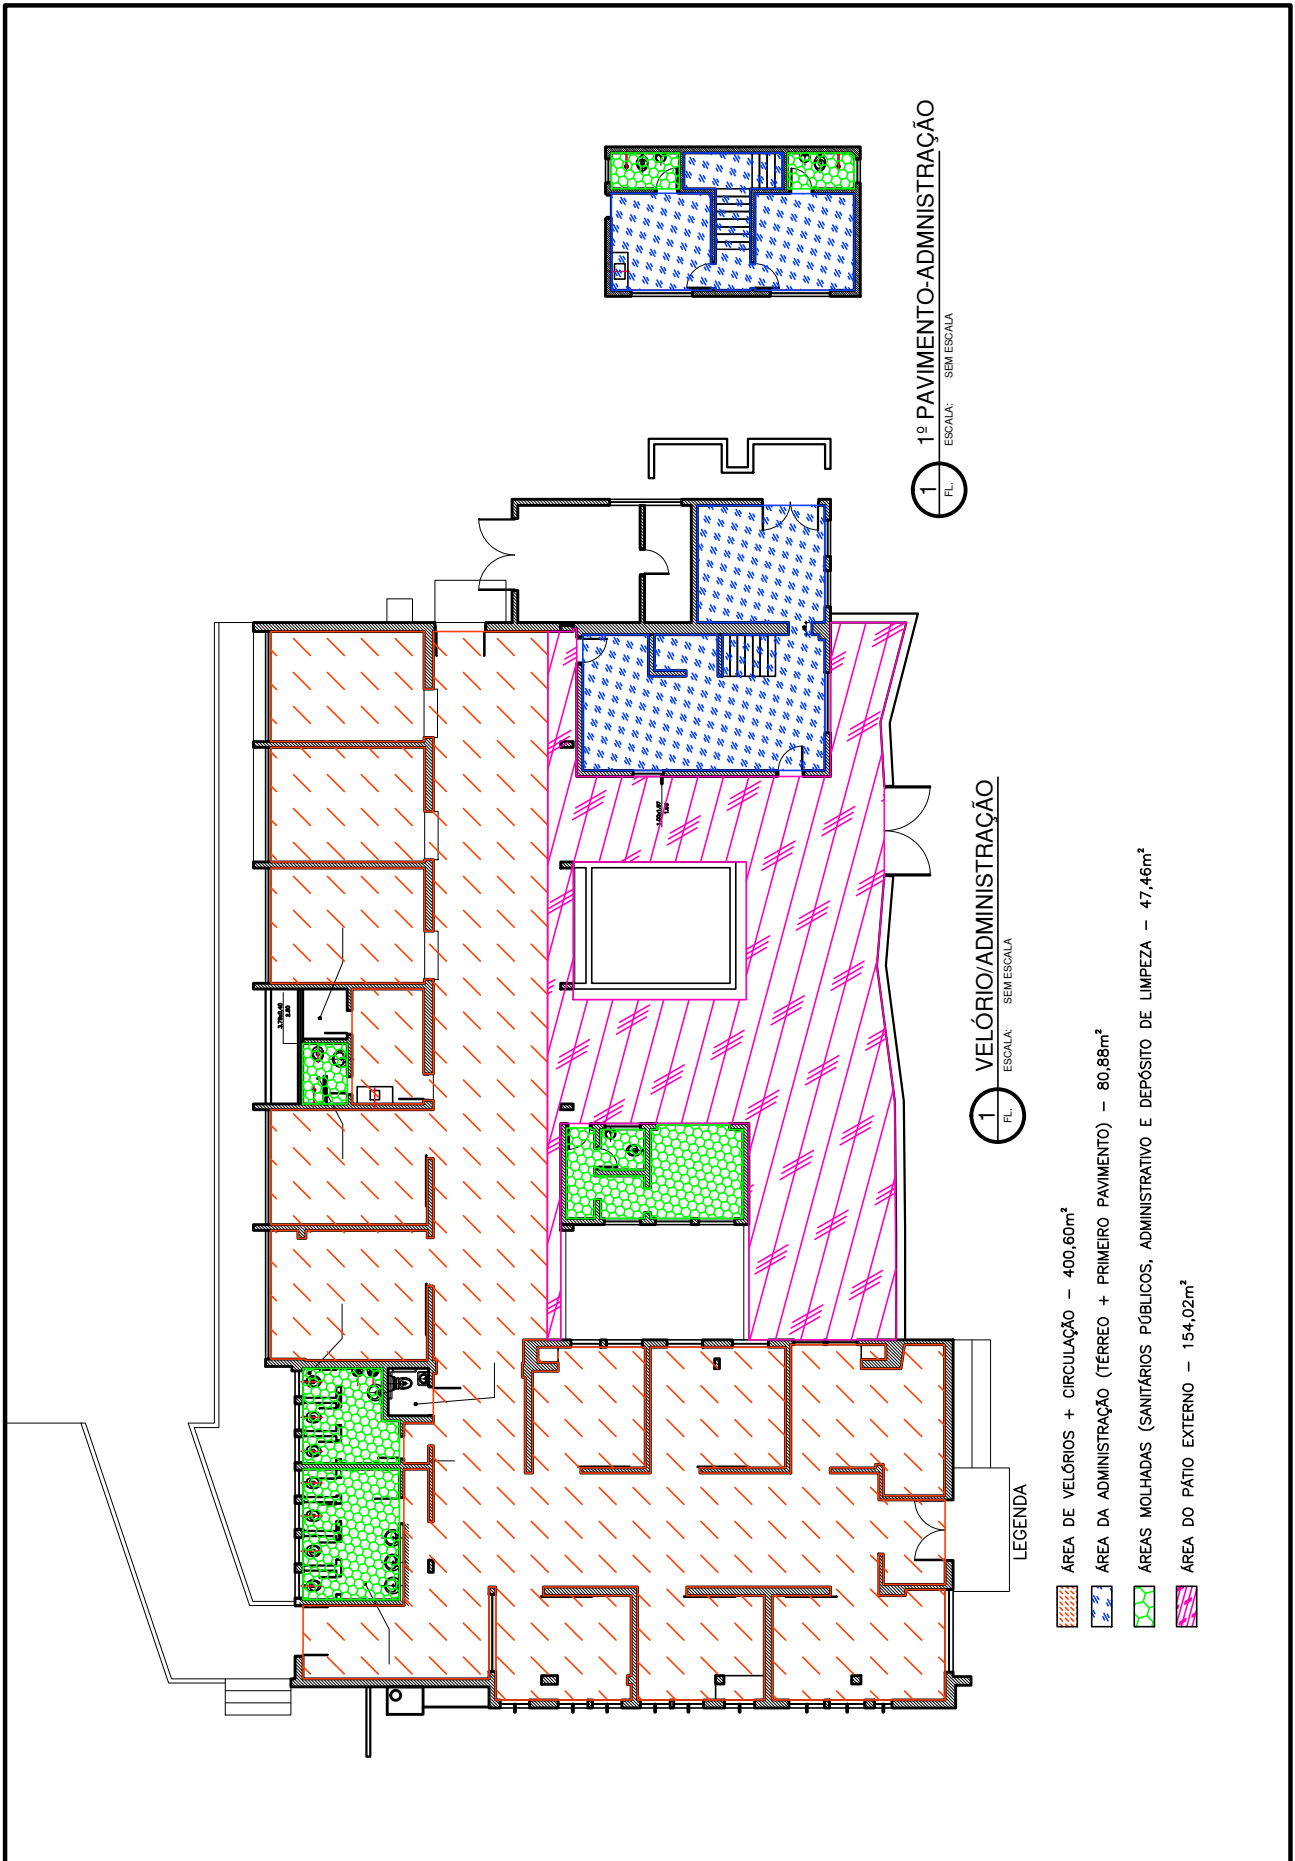 1º PAVIMENTO-ADMNISTRAÇÃO
1
FL.
ESCALA: SEM ESCALA
VELÓRIO/ADMINISTRAÇÃO
1
FL.
ESCALA: SEM ESCALA
LEGENDA
ÁREA DE VELÓRIOS + CIRCULAÇÃO – 400,60m²
ÁREA DA ADMINISTRAÇÃO (TÉRREO + PRIMEIRO PAVIMENTO) – 80,88m²
ÁREAS MOLHADAS (SANITÁRIOS PÚBLICOS, ADMINISTRATIVO E DEPÓSITO DE LIMPEZA – 47,46m²
ÁREA DO PÁTIO EXTERNO – 154,02m²